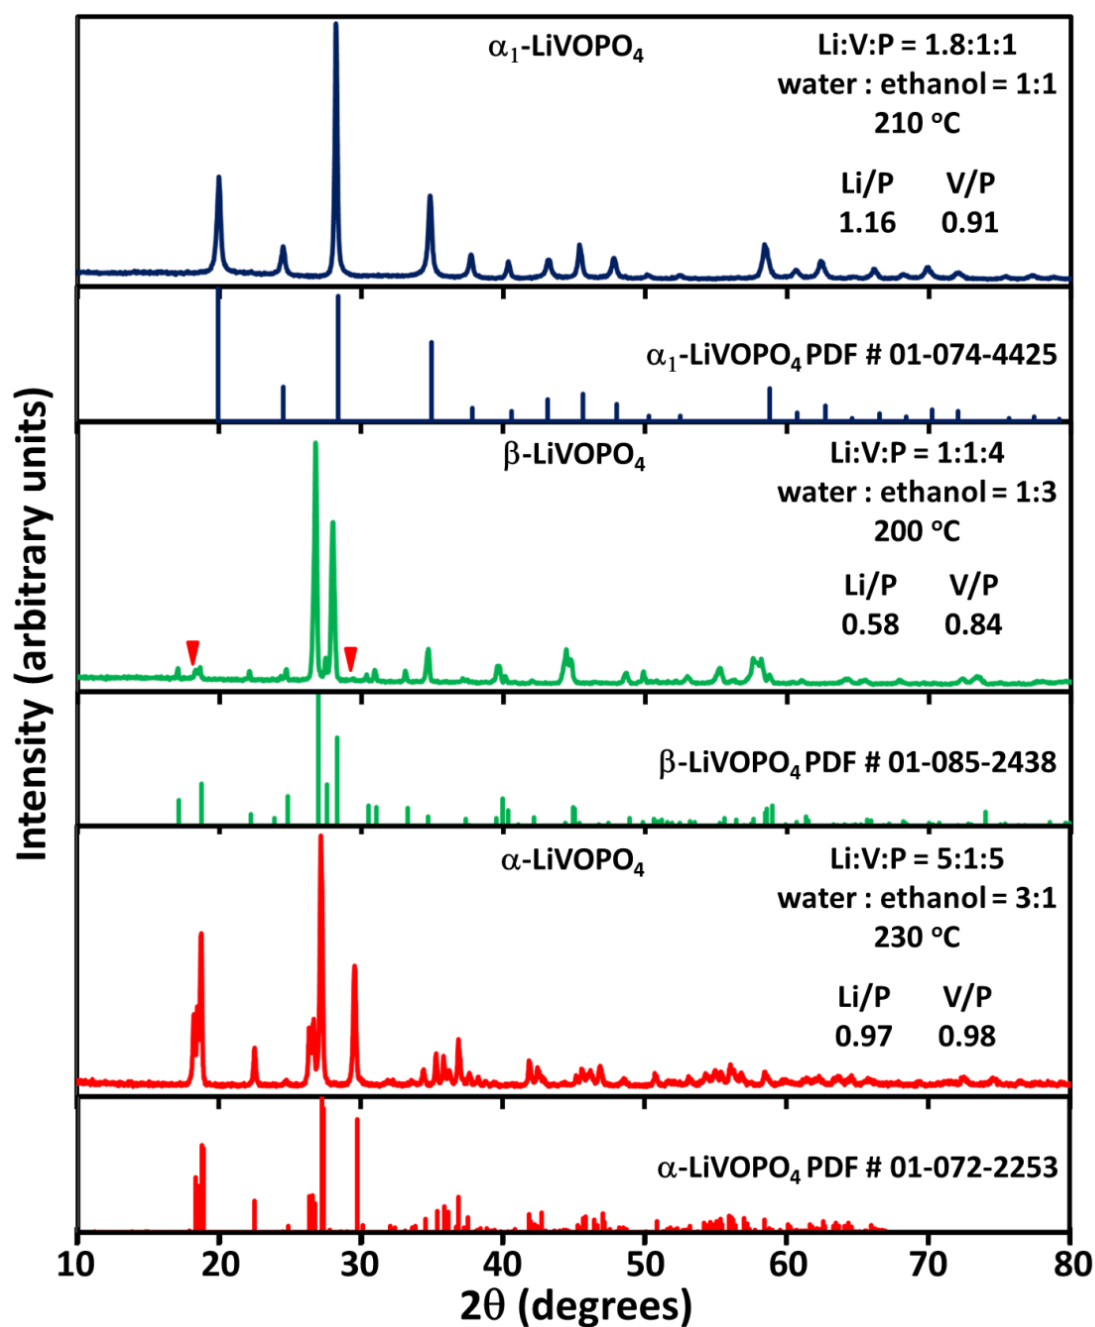 α₁-LiVOPO₄
Li:V:P = 1.8:1:1
water : ethanol = 1:1
210 °C
Li/P V/P
1.16 0.91
α₁-LiVOPO₄ PDF # 01-074-4425
β-LiVOPO₄
Li:V:P = 1:1:4
water : ethanol = 1:3
200 °C
Li/P V/P
0.58 0.84
β-LiVOPO₄ PDF # 01-085-2438
α-LiVOPO₄
Li:V:P = 5:1:5
water : ethanol = 3:1
230 °C
Li/P V/P
0.97 0.98
α-LiVOPO₄ PDF # 01-072-2253
Intensity (arbitrary units)
10 20 30 40 50 60 70 80
2θ (degrees)